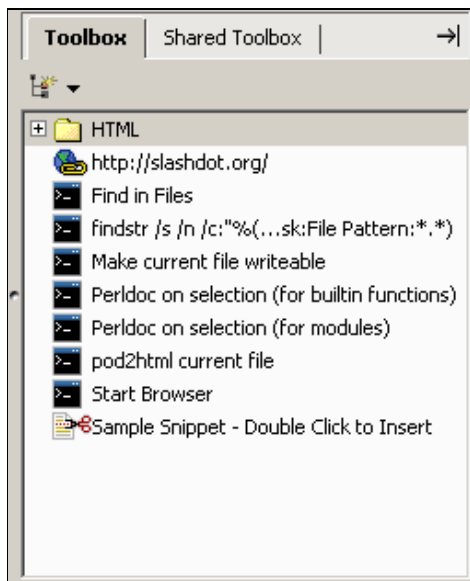 Toolbox
Shared Toolbox
HTML
http://slashdot.org/
Find in Files
findstr /s /n /c:"%(...sk:File Pattern:*.*)
Make current file writeable
Perldoc on selection (for builtin functions)
Perldoc on selection (for modules)
pod2html current file
Start Browser
Sample Snippet - Double Click to Insert